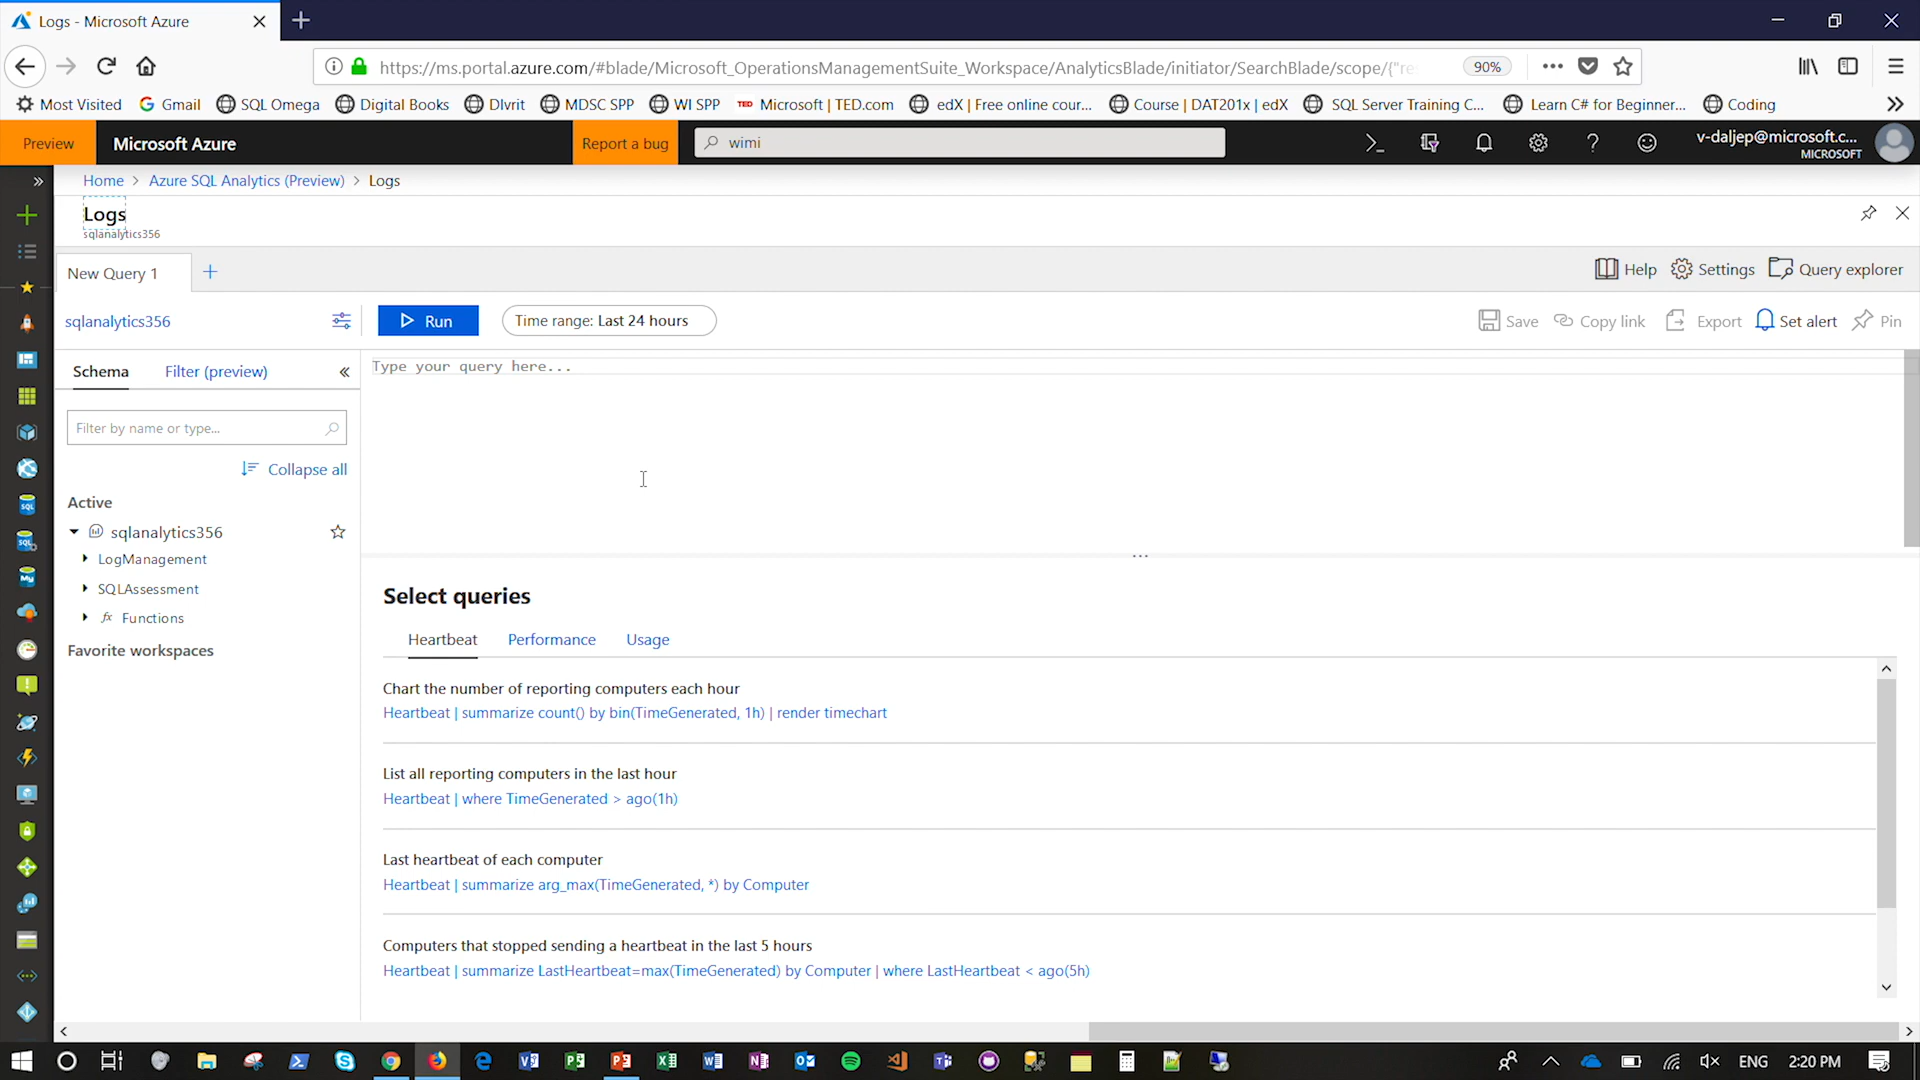 Logs - Microsoft Azure
https://ms.portal.azure.com/#blade/Microsoft_OperationsManagementSuite_Workspace/AnalyticsBlade/initiator/SearchBlade/scope/{"re
90%
Most Visited
Gmail
SQL Omega
Digital Books
Dlvrit
MDSC SPP
WI SPP
TED Microsoft | TED.com
edX | Free online cour...
Course | DAT201x | edX
SQL Server Training C...
Learn C# for Beginner...
Coding
Preview
Microsoft Azure
Report a bug
wimi
v-daljep@microsoft.c...
MICROSOFT
Home > Azure SQL Analytics (Preview) > Logs
Logs
sqlanalytics356
New Query 1
Help
Settings
Query explorer
sqlanalytics356
Run
Time range: Last 24 hours
Save
Copy link
Export
Set alert
Pin
Schema
Filter (preview)
Type your query here...
Filter by name or type...
Collapse all
Active
sqlanalytics356
LogManagement
SQLAssessment
fx Functions
Favorite workspaces
Select queries
Heartbeat
Performance
Usage
Chart the number of reporting computers each hour
Heartbeat | summarize count() by bin(TimeGenerated, 1h) | render timechart
List all reporting computers in the last hour
Heartbeat | where TimeGenerated > ago(1h)
Last heartbeat of each computer
Heartbeat | summarize arg_max(TimeGenerated, *) by Computer
Computers that stopped sending a heartbeat in the last 5 hours
Heartbeat | summarize LastHeartbeat=max(TimeGenerated) by Computer | where LastHeartbeat < ago(5h)
ENG
2:20 PM